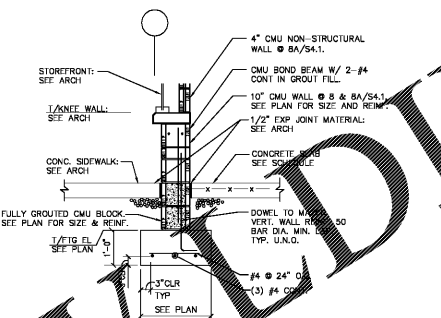 4" CMU NON-STRUCTURAL
WALL @ 8A/S4.1.
STOREFRONT:
SEE ARCH
CMU BOND BEAM W/ 2-#4
CONT IN GROUT FILL.
10" CMU WALL @ 8 & 8A/S4.1.
SEE PLAN FOR SIZE AND REINF.
T/KNEE WALL:
SEE ARCH
1/2" EXP JOINT MATERIAL:
SEE ARCH
CONC. SIDEWALK:
SEE ARCH
CONCRETE SLAB
SEE SCHEDULE
FULLY GROUTED CMU BLOCK.
SEE PLAN FOR SIZE & REINF.
DOWEL TO MATCH
VERT. WALL REINF. 50
BAR DIA. MIN. LAP
TYP. U.N.O.
T/FTG EL
SEE PLAN
1'-0"
#4 @ 24" O.C.
(3) #4 CONT.
3"CLR
TYP
SEE PLAN